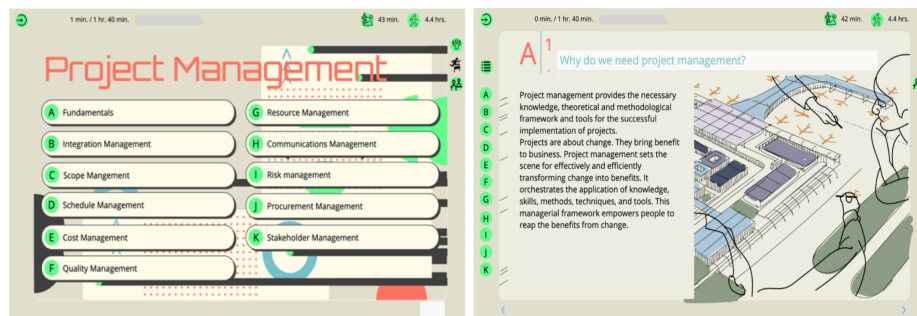 1 min. / 1 hr. 40 min.
43 min.
4.4 hrs.
Project Management
A Fundamentals
B Integration Management
C Scope Mangement
D Schedule Management
E Cost Management
F Quality Management
G Resource Management
H Communications Management
I Risk management
J Procurement Management
K Stakeholder Management
0 min. / 1 hr. 40 min.
42 min.
4.4 hrs.
A 1
Why do we need project management?
A
B
C
D
E
F
G
H
I
J
K
Project management provides the necessary
knowledge, theoretical and methodological
framework and tools for the successful
implementation of projects.
Projects are about change. They bring benefit
to business. Project management sets the
scene for effectively and efficiently
transforming change into benefits. It
orchestrates the application of knowledge,
skills, methods, techniques, and tools. This
managerial framework empowers people to
reap the benefits from change.